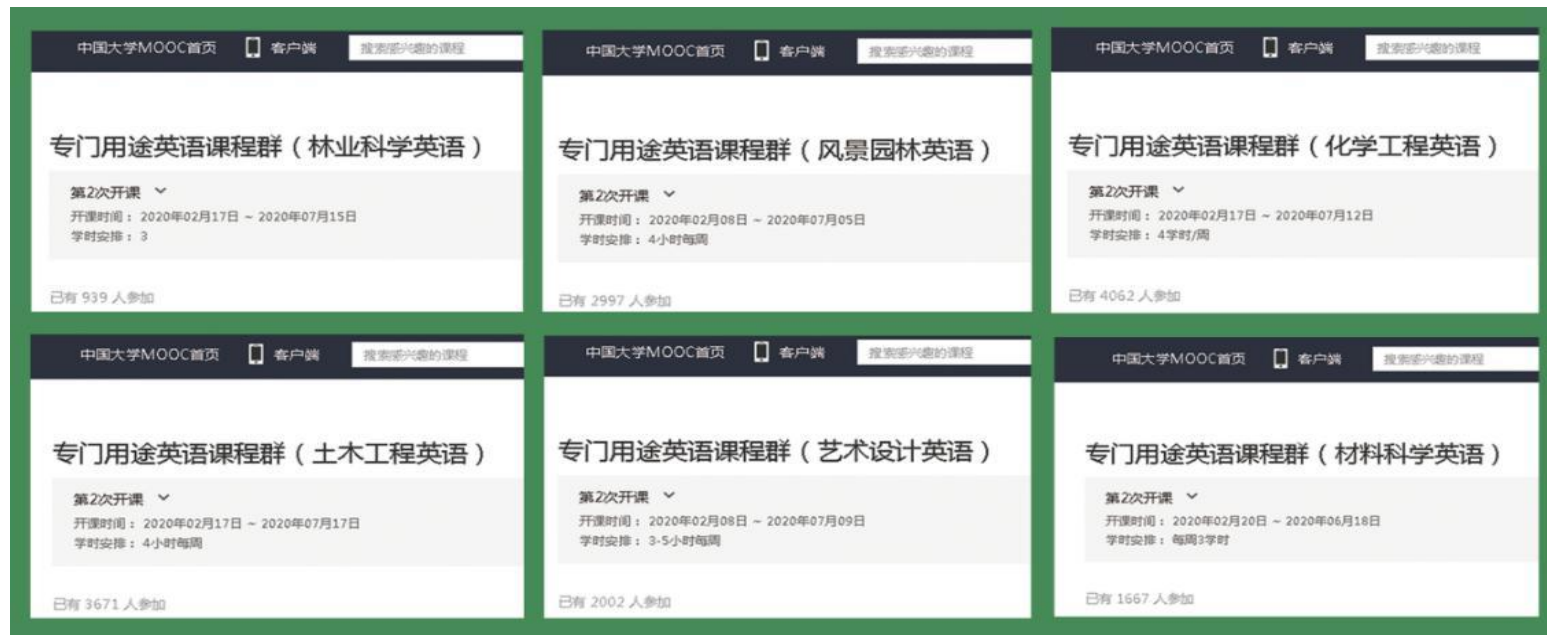 中国大学MOOC首页 客户端 搜索感兴趣的课程
专门用途英语课程群（林业科学英语）
第2次开课
开课时间： 2020年02月17日 ~ 2020年07月15日
学时安排： 3
已有 939 人参加
中国大学MOOC首页 客户端 搜索感兴趣的课程
专门用途英语课程群（风景园林英语）
第2次开课
开课时间： 2020年02月08日 ~ 2020年07月05日
学时安排： 4小时每周
已有 2997 人参加
中国大学MOOC首页 客户端 搜索感兴趣的课程
专门用途英语课程群（化学工程英语）
第2次开课
开课时间： 2020年02月17日 ~ 2020年07月12日
学时安排： 4学时/周
已有 4062 人参加
中国大学MOOC首页 客户端 搜索感兴趣的课程
专门用途英语课程群（土木工程英语）
第2次开课
开课时间： 2020年02月17日 ~ 2020年07月17日
学时安排： 4小时每周
已有 3671 人参加
中国大学MOOC首页 客户端 搜索感兴趣的课程
专门用途英语课程群（艺术设计英语）
第2次开课
开课时间： 2020年02月08日 ~ 2020年07月09日
学时安排： 3-5小时每周
已有 2002 人参加
中国大学MOOC首页 客户端 搜索感兴趣的课程
专门用途英语课程群（材料科学英语）
第2次开课
开课时间： 2020年02月20日 ~ 2020年06月18日
学时安排： 每周3学时
已有 1667 人参加